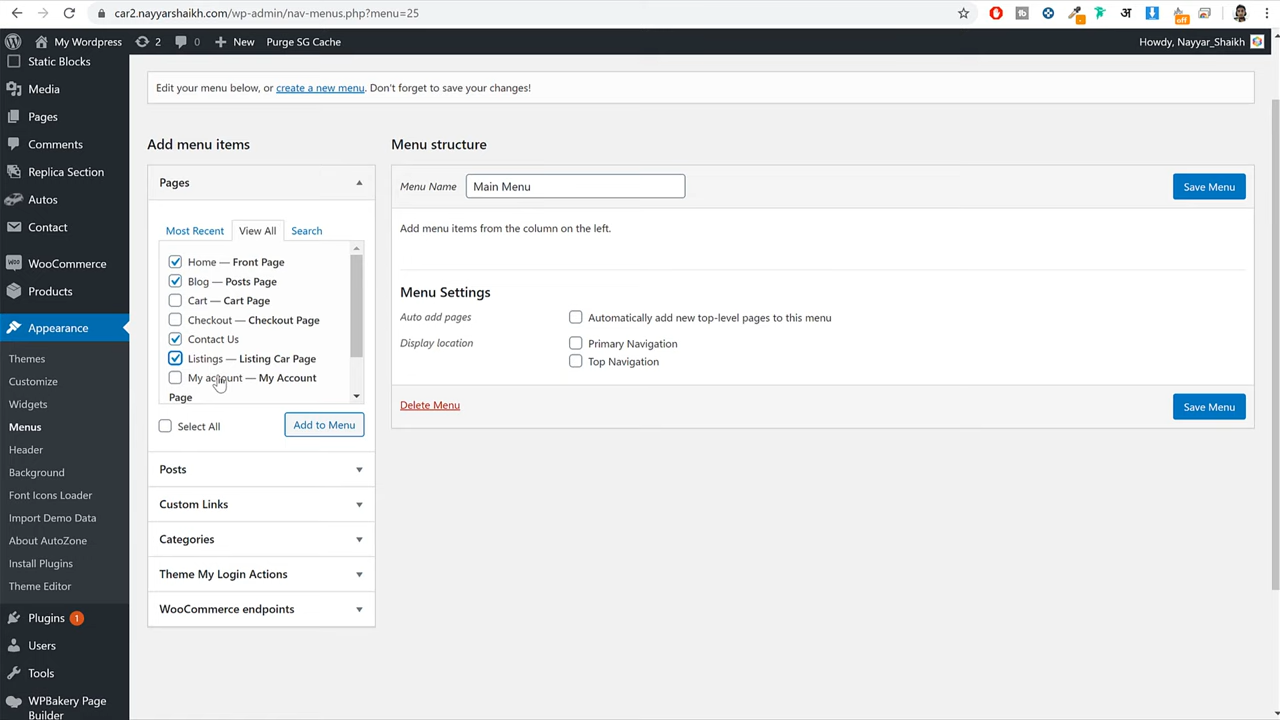 car2.nayyarshaikh.com/wp-admin/nav-menus.php?menu=25
off
My Wordpress 2 0 New Purge SG Cache Howdy, Nayyar_Shaikh
Static Blocks
Media
Pages
Comments
Replica Section
Autos
Contact
WooCommerce
Products
Appearance
Themes
Customize
Widgets
Menus
Header
Background
Font Icons Loader
Import Demo Data
About AutoZone
Install Plugins
Theme Editor
Plugins 1
Users
Tools
WPBakery Page
Builder
Edit your menu below, or create a new menu. Don't forget to save your changes!
Add menu items
Pages
Most Recent View All Search
Home — Front Page
Blog — Posts Page
Cart — Cart Page
Checkout — Checkout Page
Contact Us
Listings — Listing Car Page
My account — My Account
Page
Select All Add to Menu
Posts
Custom Links
Categories
Theme My Login Actions
WooCommerce endpoints
Menu structure
Menu Name Main Menu Save Menu
Add menu items from the column on the left.
Menu Settings
Auto add pages Automatically add new top-level pages to this menu
Display location Primary Navigation
Top Navigation
Delete Menu Save Menu